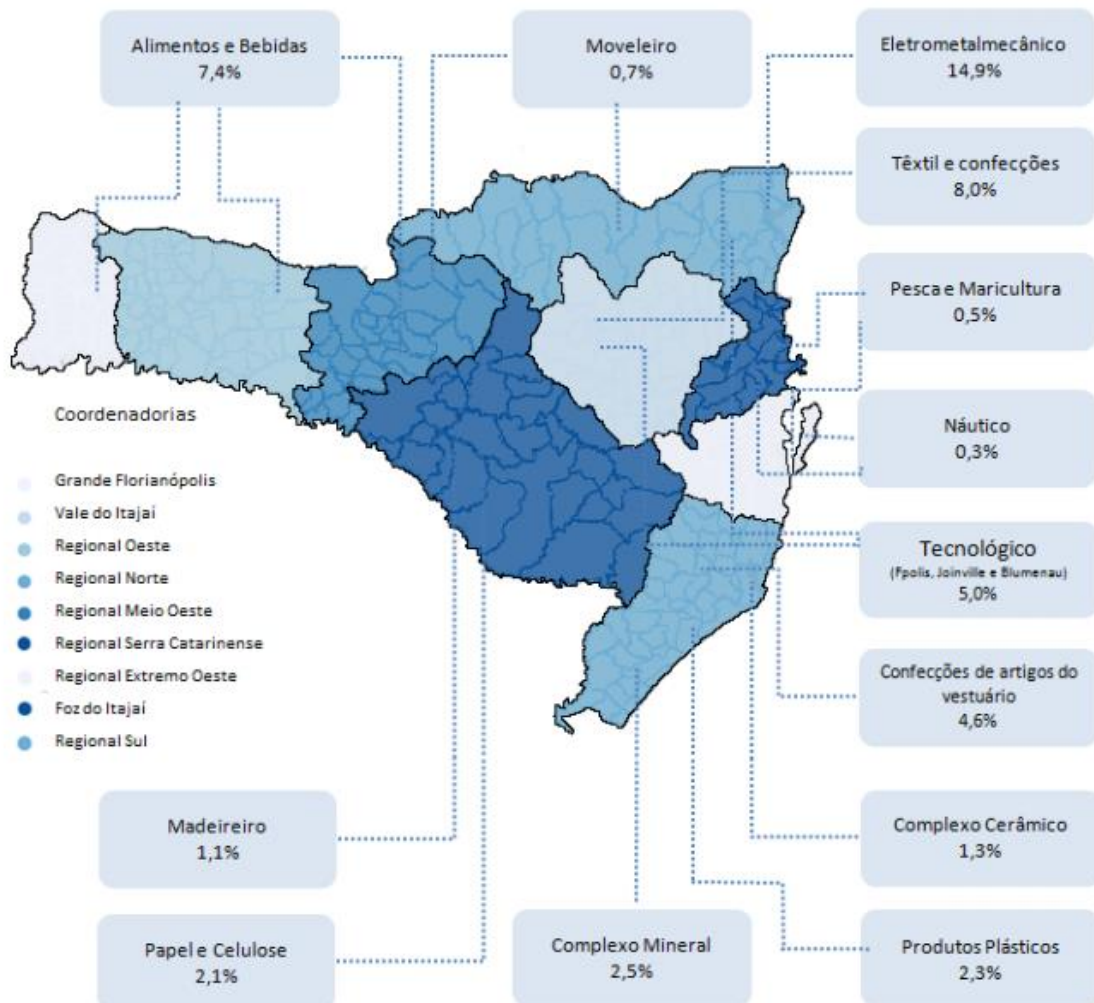 Alimentos e Bebidas
7,4%
Moveleiro
0,7%
Eletrometalmecânico
14,9%
Têxtil e confecções
8,0%
Pesca e Maricultura
0,5%
Náutico
0,3%
Tecnológico
(Fpolis, Joinville e Blumenau)
5,0%
Confecções de artigos do
vestuário
4,6%
Complexo Cerâmico
1,3%
Produtos Plásticos
2,3%
Complexo Mineral
2,5%
Madeireiro
1,1%
Papel e Celulose
2,1%
Coordenadorias
Grande Florianópolis
Vale do Itajaí
Regional Oeste
Regional Norte
Regional Meio Oeste
Regional Serra Catarinense
Regional Extremo Oeste
Foz do Itajaí
Regional Sul